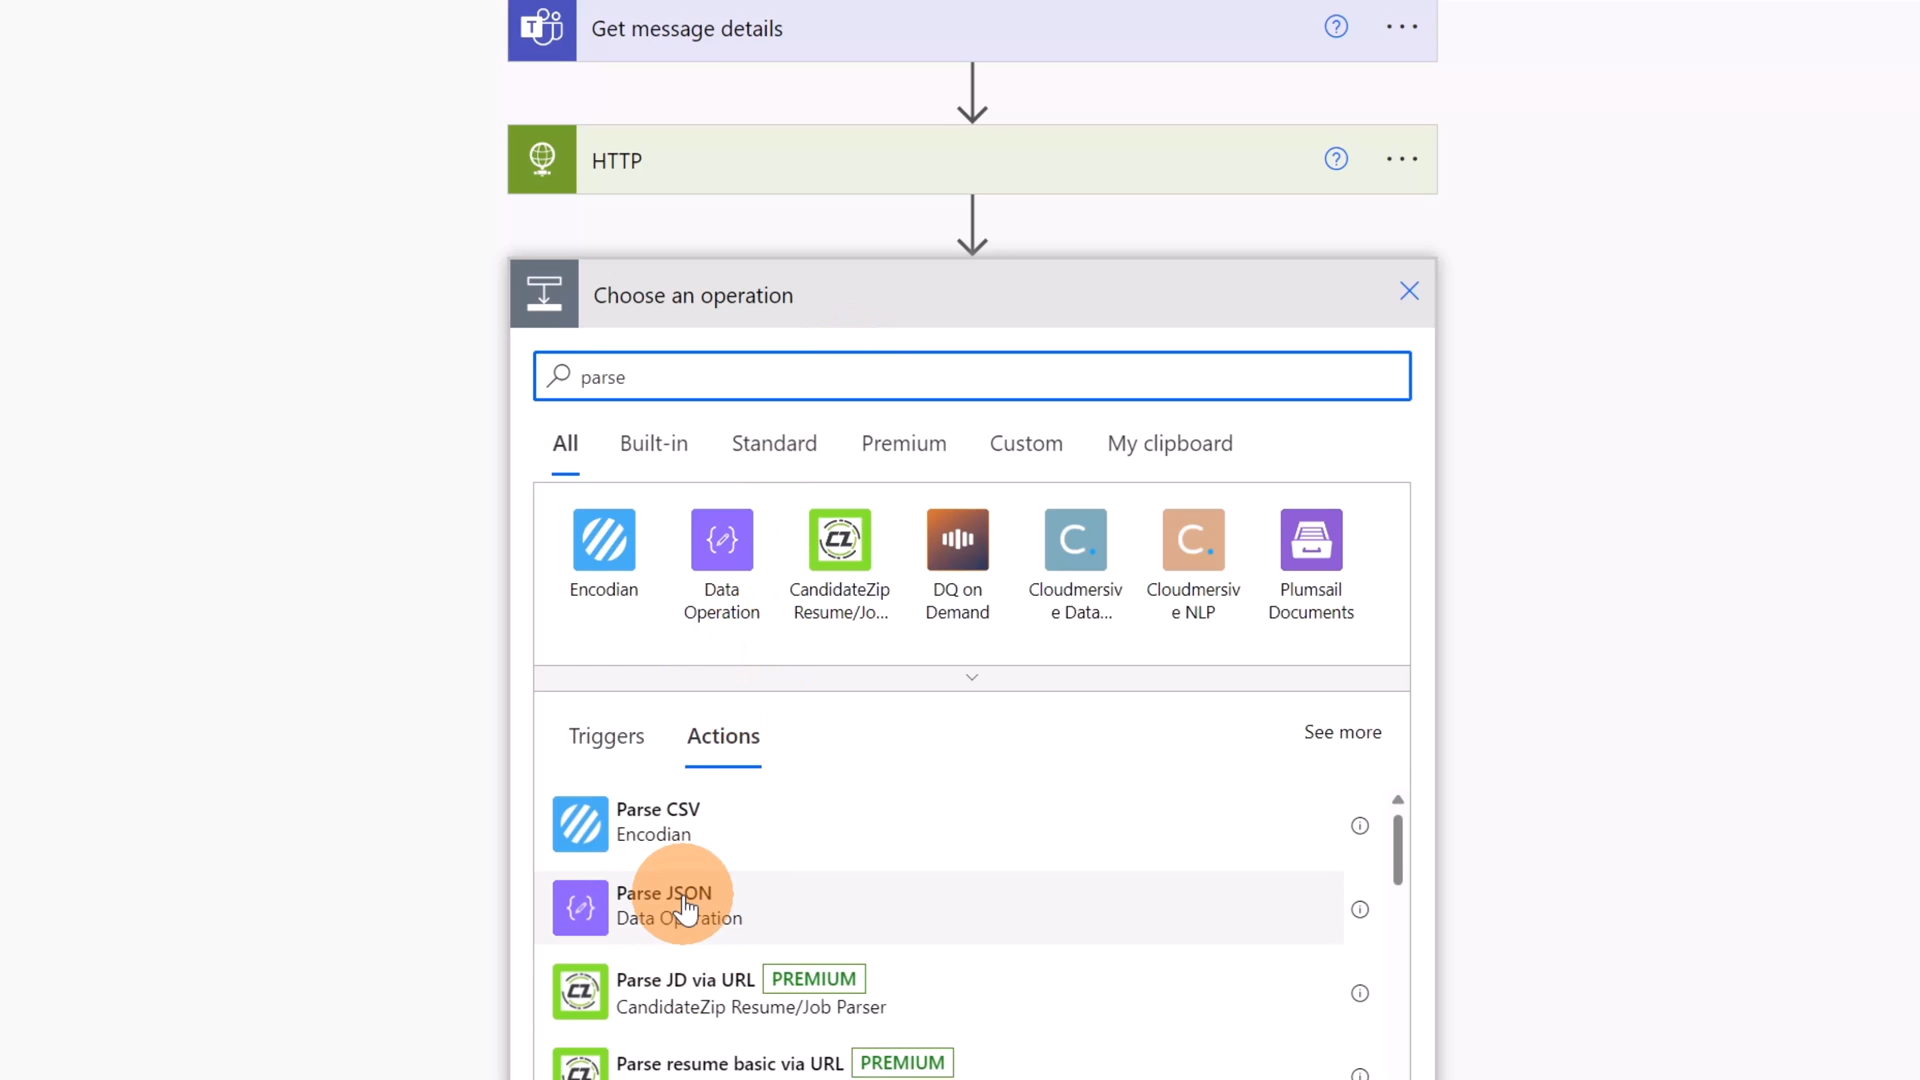 Get message details
HTTP
Choose an operation
parse
All Built-in Standard Premium Custom My clipboard
Encodian
Data Operation
CandidateZip Resume/Jo...
DQ on Demand
Cloudmersiv e Data...
Cloudmersiv e NLP
Plumsail Documents
Triggers Actions See more
Parse CSV
Encodian
Parse JSON
Data Operation
Parse JD via URL PREMIUM
CandidateZip Resume/Job Parser
Parse resume basic via URL PREMIUM